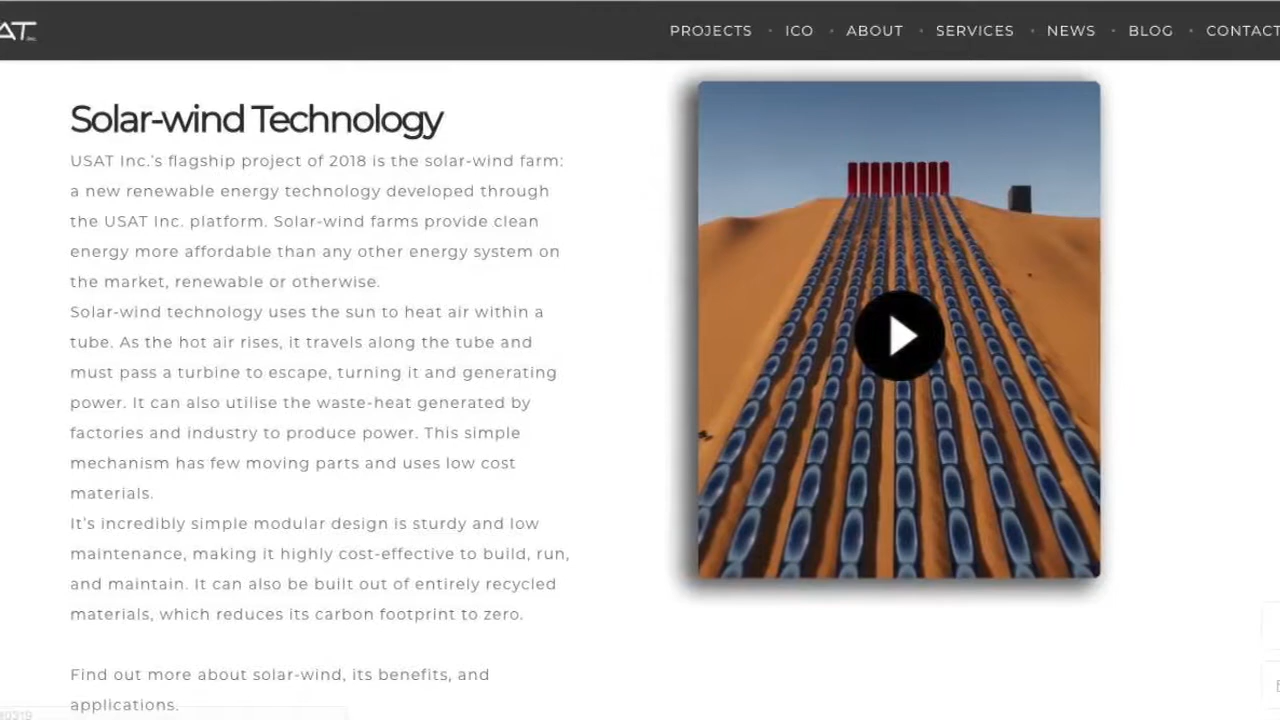 PROJECTS • ICO • ABOUT • SERVICES • NEWS • BLOG • CONTACT
Solar-wind Technology
USAT Inc.'s flagship project of 2018 is the solar-wind farm:
a new renewable energy technology developed through
the USAT Inc. platform. Solar-wind farms provide clean
energy more affordable than any other energy system on
the market, renewable or otherwise.
Solar-wind technology uses the sun to heat air within a
tube. As the hot air rises, it travels along the tube and
must pass a turbine to escape, turning it and generating
power. It can also utilise the waste-heat generated by
factories and industry to produce power. This simple
mechanism has few moving parts and uses low cost
materials.
It's incredibly simple modular design is sturdy and low
maintenance, making it highly cost-effective to build, run,
and maintain. It can also be built out of entirely recycled
materials, which reduces its carbon footprint to zero.
Find out more about solar-wind, its benefits, and
applications.